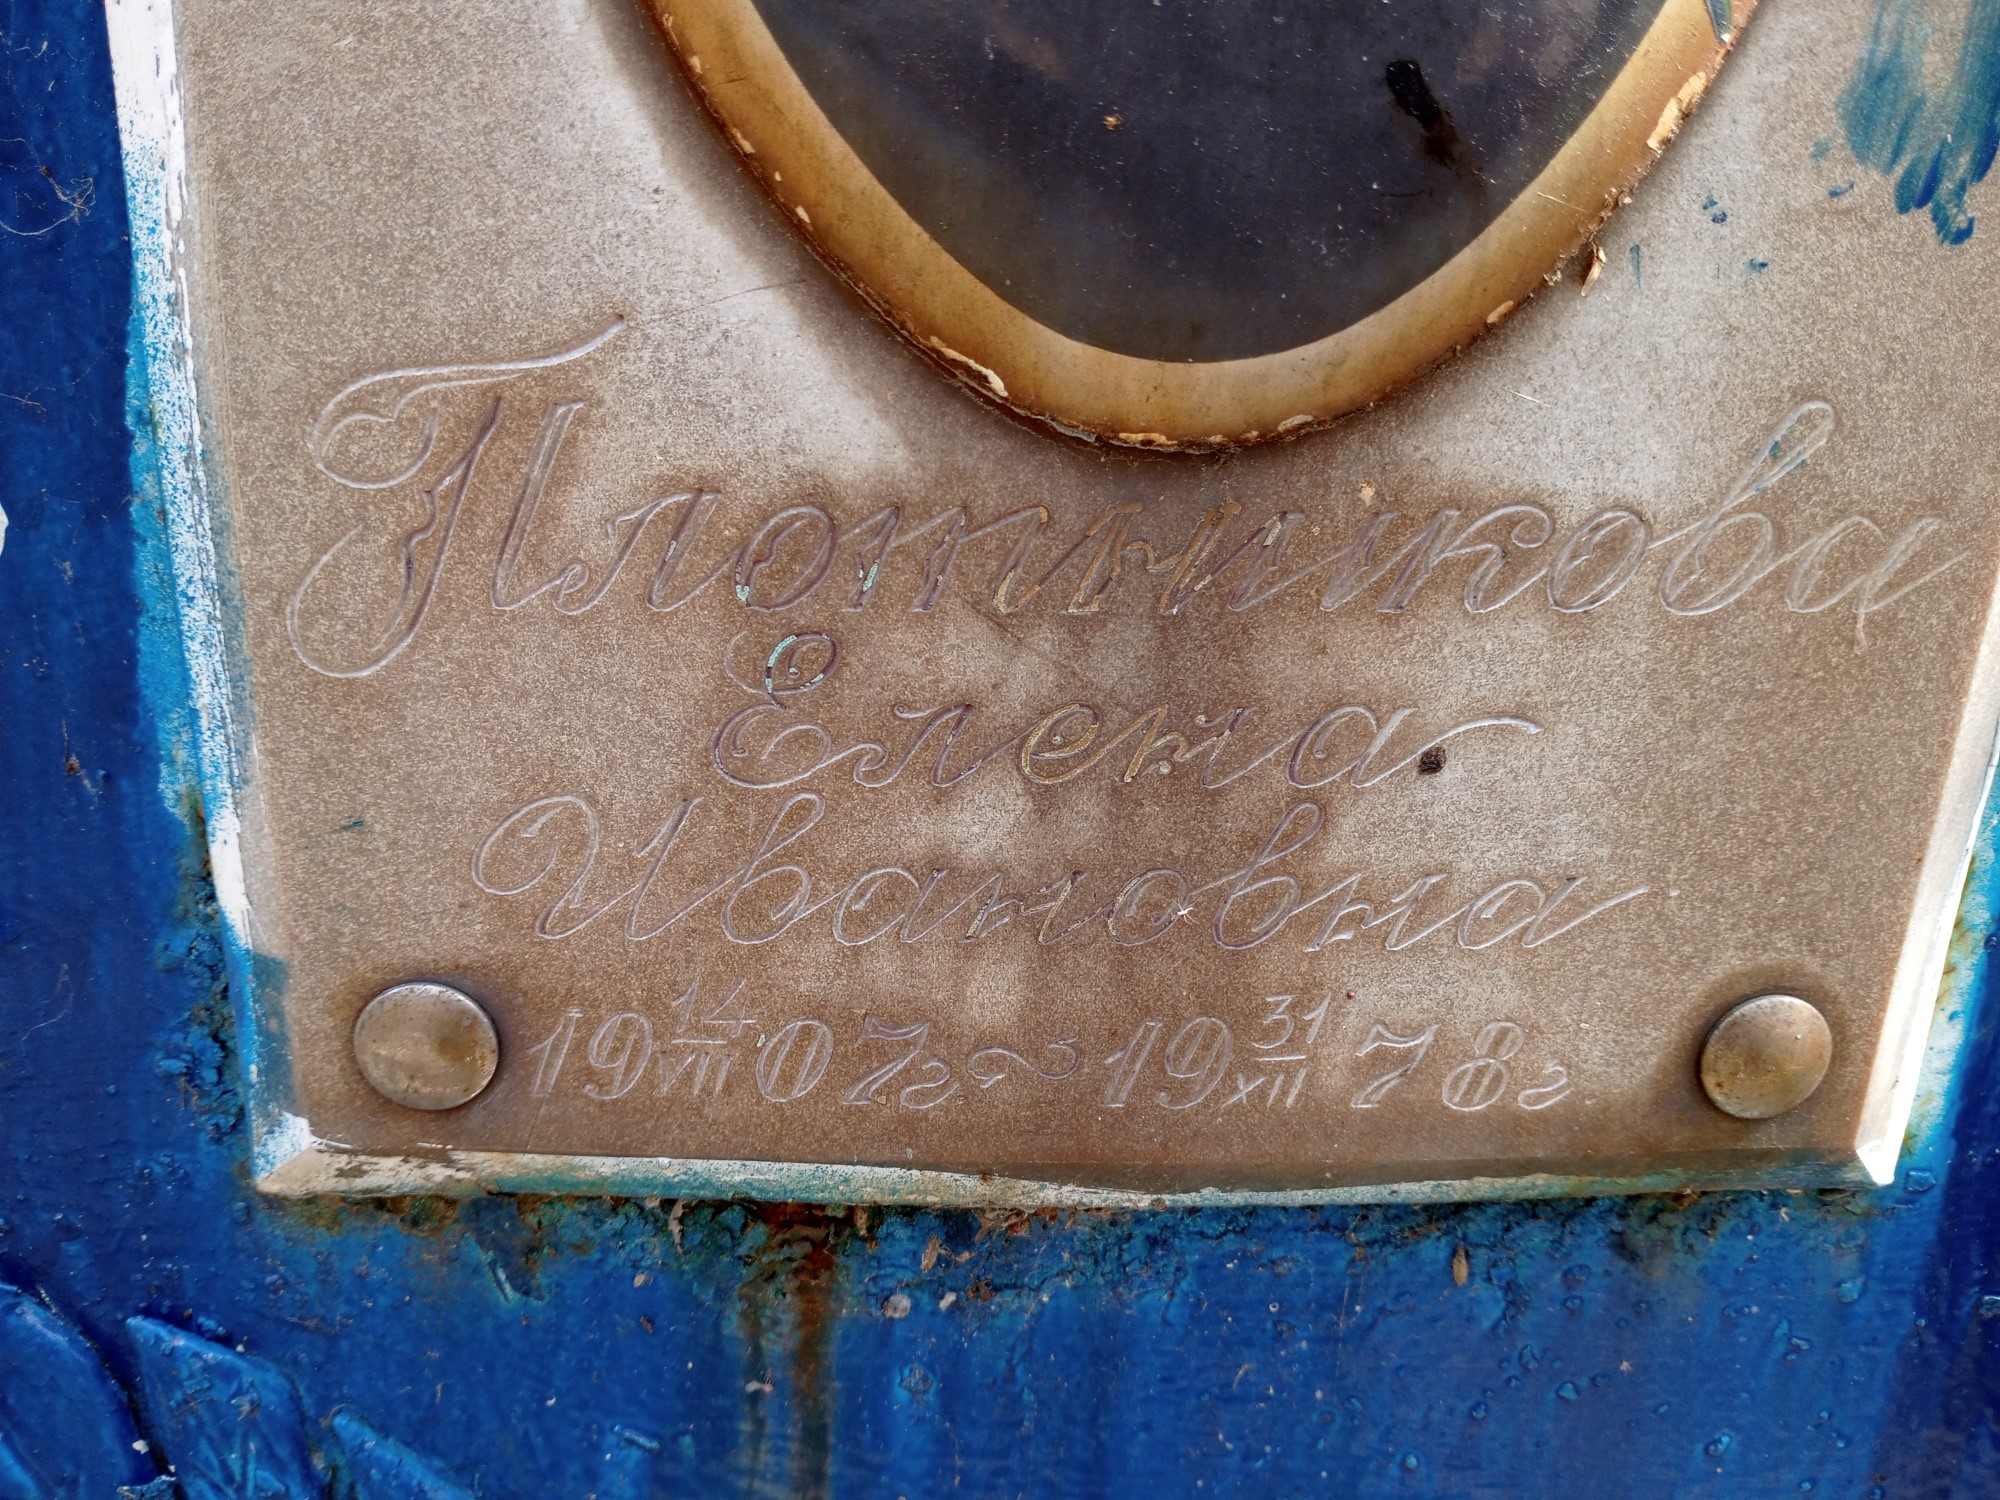 Плотникова
Елена
Ивановна
19 14/VII 07г ~ 19 31/XII 78г.